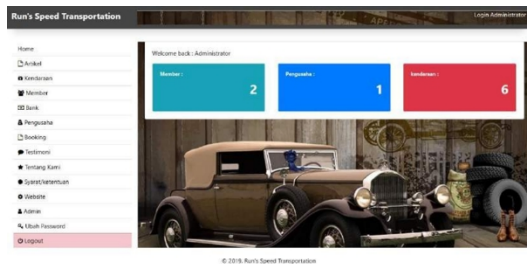 Run's Speed Transportation
Login Administrator
Home
Artikel
Kendaraan
Member
Bank
Pengusaha
Booking
Testimoni
Tentang Kami
Syarat/ketentuan
Website
Admin
Ubah Password
Logout
Welcome back : Administrator
Member :
2
Pengusaha :
1
kendaraan :
6
© 2019. Run's Speed Transportation